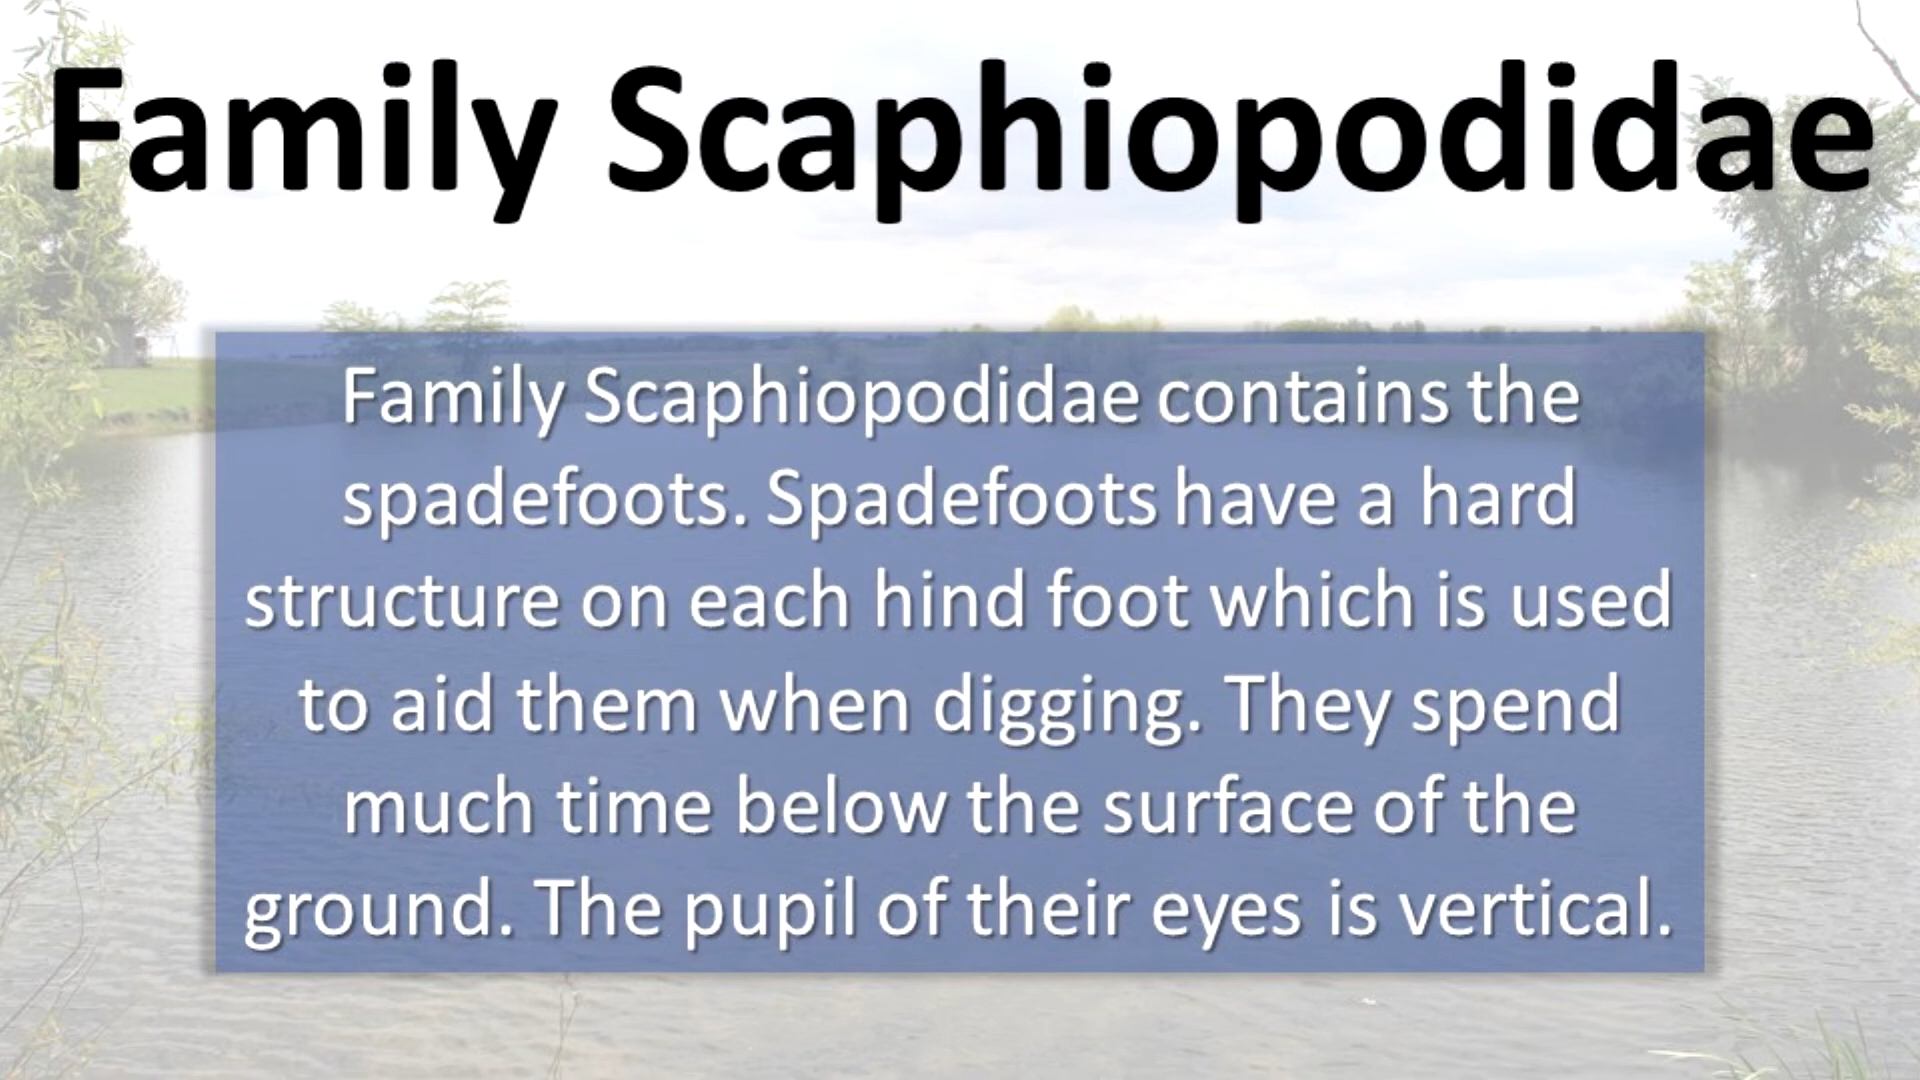 Family Scaphiopodidae
Family Scaphiopodidae contains the
spadefoots. Spadefoots have a hard
structure on each hind foot which is used
to aid them when digging. They spend
much time below the surface of the
ground. The pupil of their eyes is vertical.